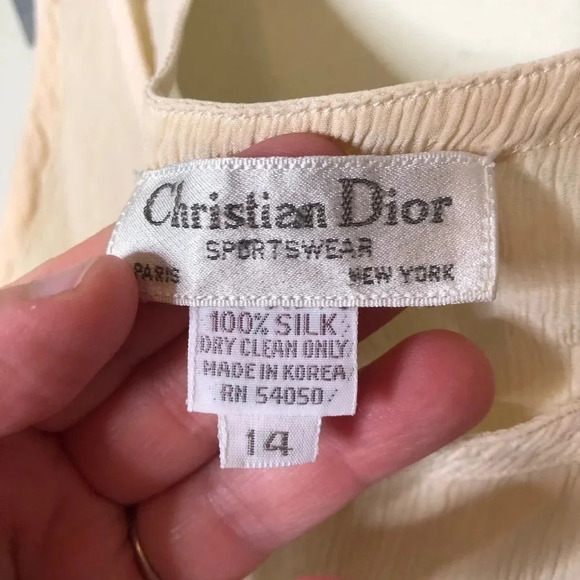 Christian Dior
SPORTSWEAR
PARIS NEW YORK
100% SILK
DRY CLEAN ONLY
MADE IN KOREA
RN 54050
14